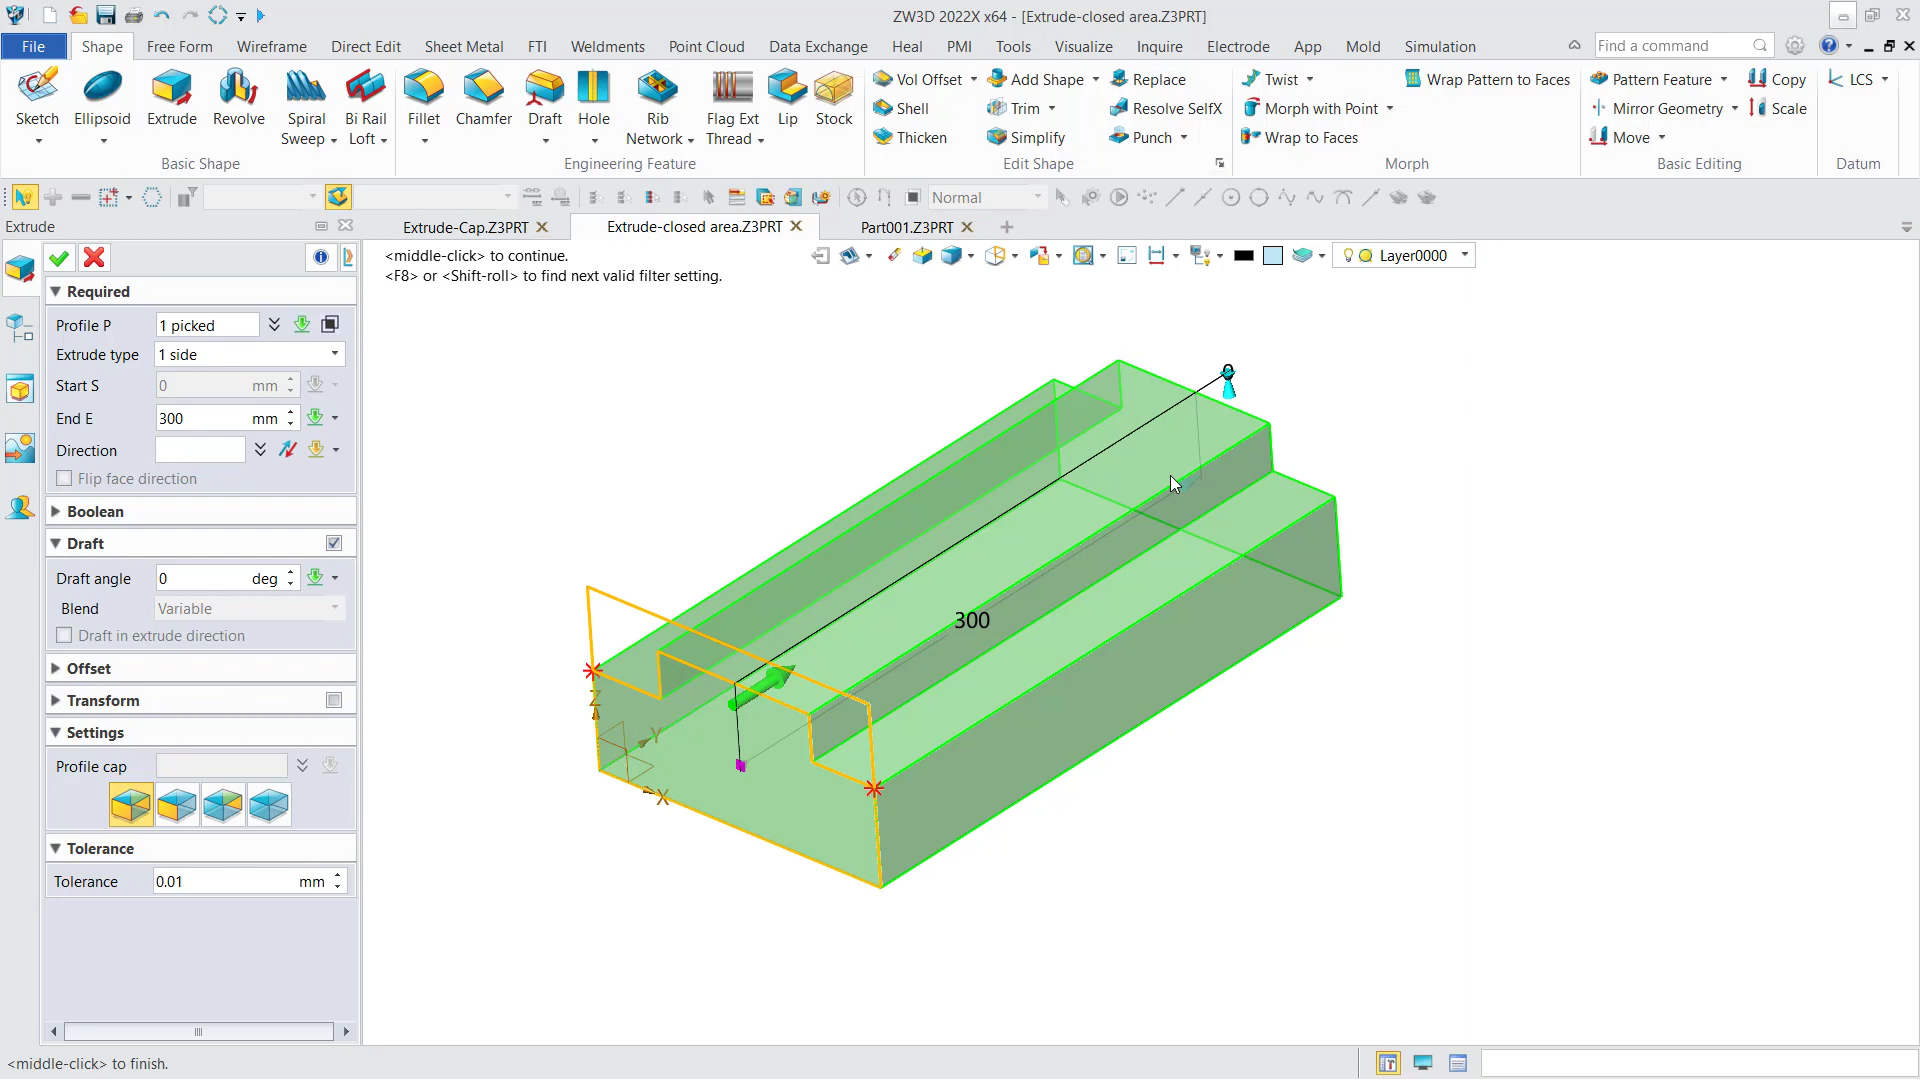 ZW3D 2022X x64 - [Extrude-closed area.Z3PRT]
File Shape Free Form Wireframe Direct Edit Sheet Metal FTI Weldments Point Cloud Data Exchange Heal PMI Tools Visualize Inquire Electrode App Mold Simulation Find a command
Sketch Ellipsoid Extrude Revolve Spiral Sweep Bi Rail Loft
Basic Shape
Fillet Chamfer Draft Hole Rib Network Flag Ext Thread Lip Stock
Engineering Feature
Vol Offset Add Shape Replace
Shell Trim Resolve SelfX
Thicken Simplify Punch
Edit Shape
Twist Wrap Pattern to Faces
Morph with Point
Wrap to Faces
Morph
Pattern Feature Copy
Mirror Geometry Scale
Move
Basic Editing
LCS
Datum
Normal
Extrude
Extrude-Cap.Z3PRT Extrude-closed area.Z3PRT Part001.Z3PRT
<middle-click> to continue.
<F8> or <Shift-roll> to find next valid filter setting.
Layer0000
Required
Profile P 1 picked
Extrude type 1 side
Start S 0 mm
End E 300 mm
Direction
Flip face direction
Boolean
Draft
Draft angle 0 deg
Blend Variable
Draft in extrude direction
Offset
Transform
Settings
Profile cap
Tolerance
Tolerance 0.01 mm
300
Z
Y
X
<middle-click> to finish.